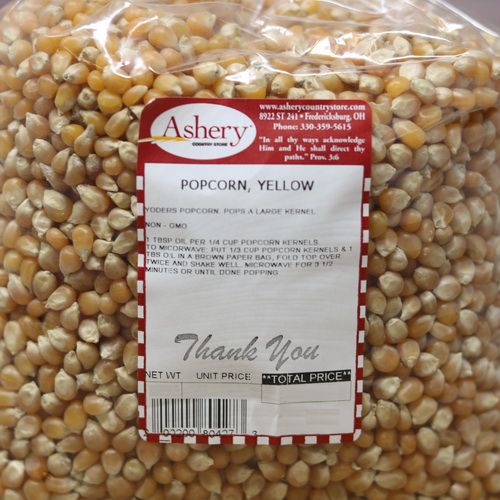 www.asherycountrystore.com
8922 ST 241 • Fredericksburg, OH
Phone: 330-359-5615
"In all thy ways acknowledge
Him and He shall direct thy
paths." Prov. 3:6
Ashery
COUNTRY STORE
POPCORN, YELLOW
YODERS POPCORN. POPS A LARGE KERNEL
NON - GMO
1 TBSP OIL PER 1/4 CUP POPCORN KERNELS.
TO MICORWAVE: PUT 1/3 CUP POPCORN KERNELS & 1
TBS OIL IN A BROWN PAPER BAG, FOLD TOP OVER
TWICE AND SHAKE WELL. MICROWAVE FOR 3 1/2
MINUTES OR UNTIL DONE POPPING.
Thank You
NET WT UNIT PRICE **TOTAL PRICE**